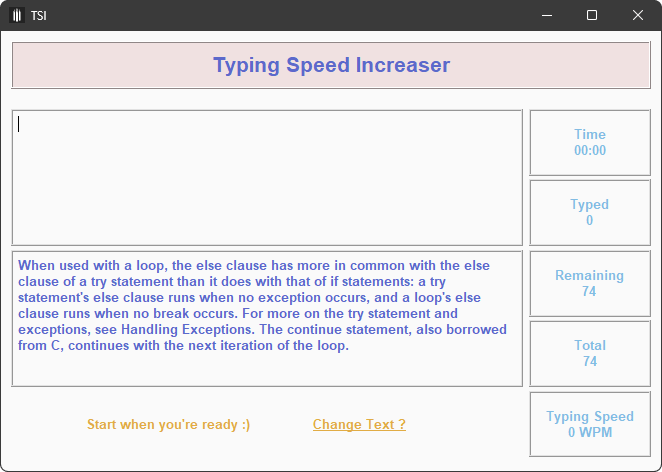 TSI
Typing Speed Increaser
Time
00:00
Typed
0
When used with a loop, the else clause has more in common with the else
clause of a try statement than it does with that of if statements: a try
statement's else clause runs when no exception occurs, and a loop's else
clause runs when no break occurs. For more on the try statement and
exceptions, see Handling Exceptions. The continue statement, also borrowed
from C, continues with the next iteration of the loop.
Remaining
74
Total
74
Start when you're ready :)
Change Text ?
Typing Speed
0 WPM